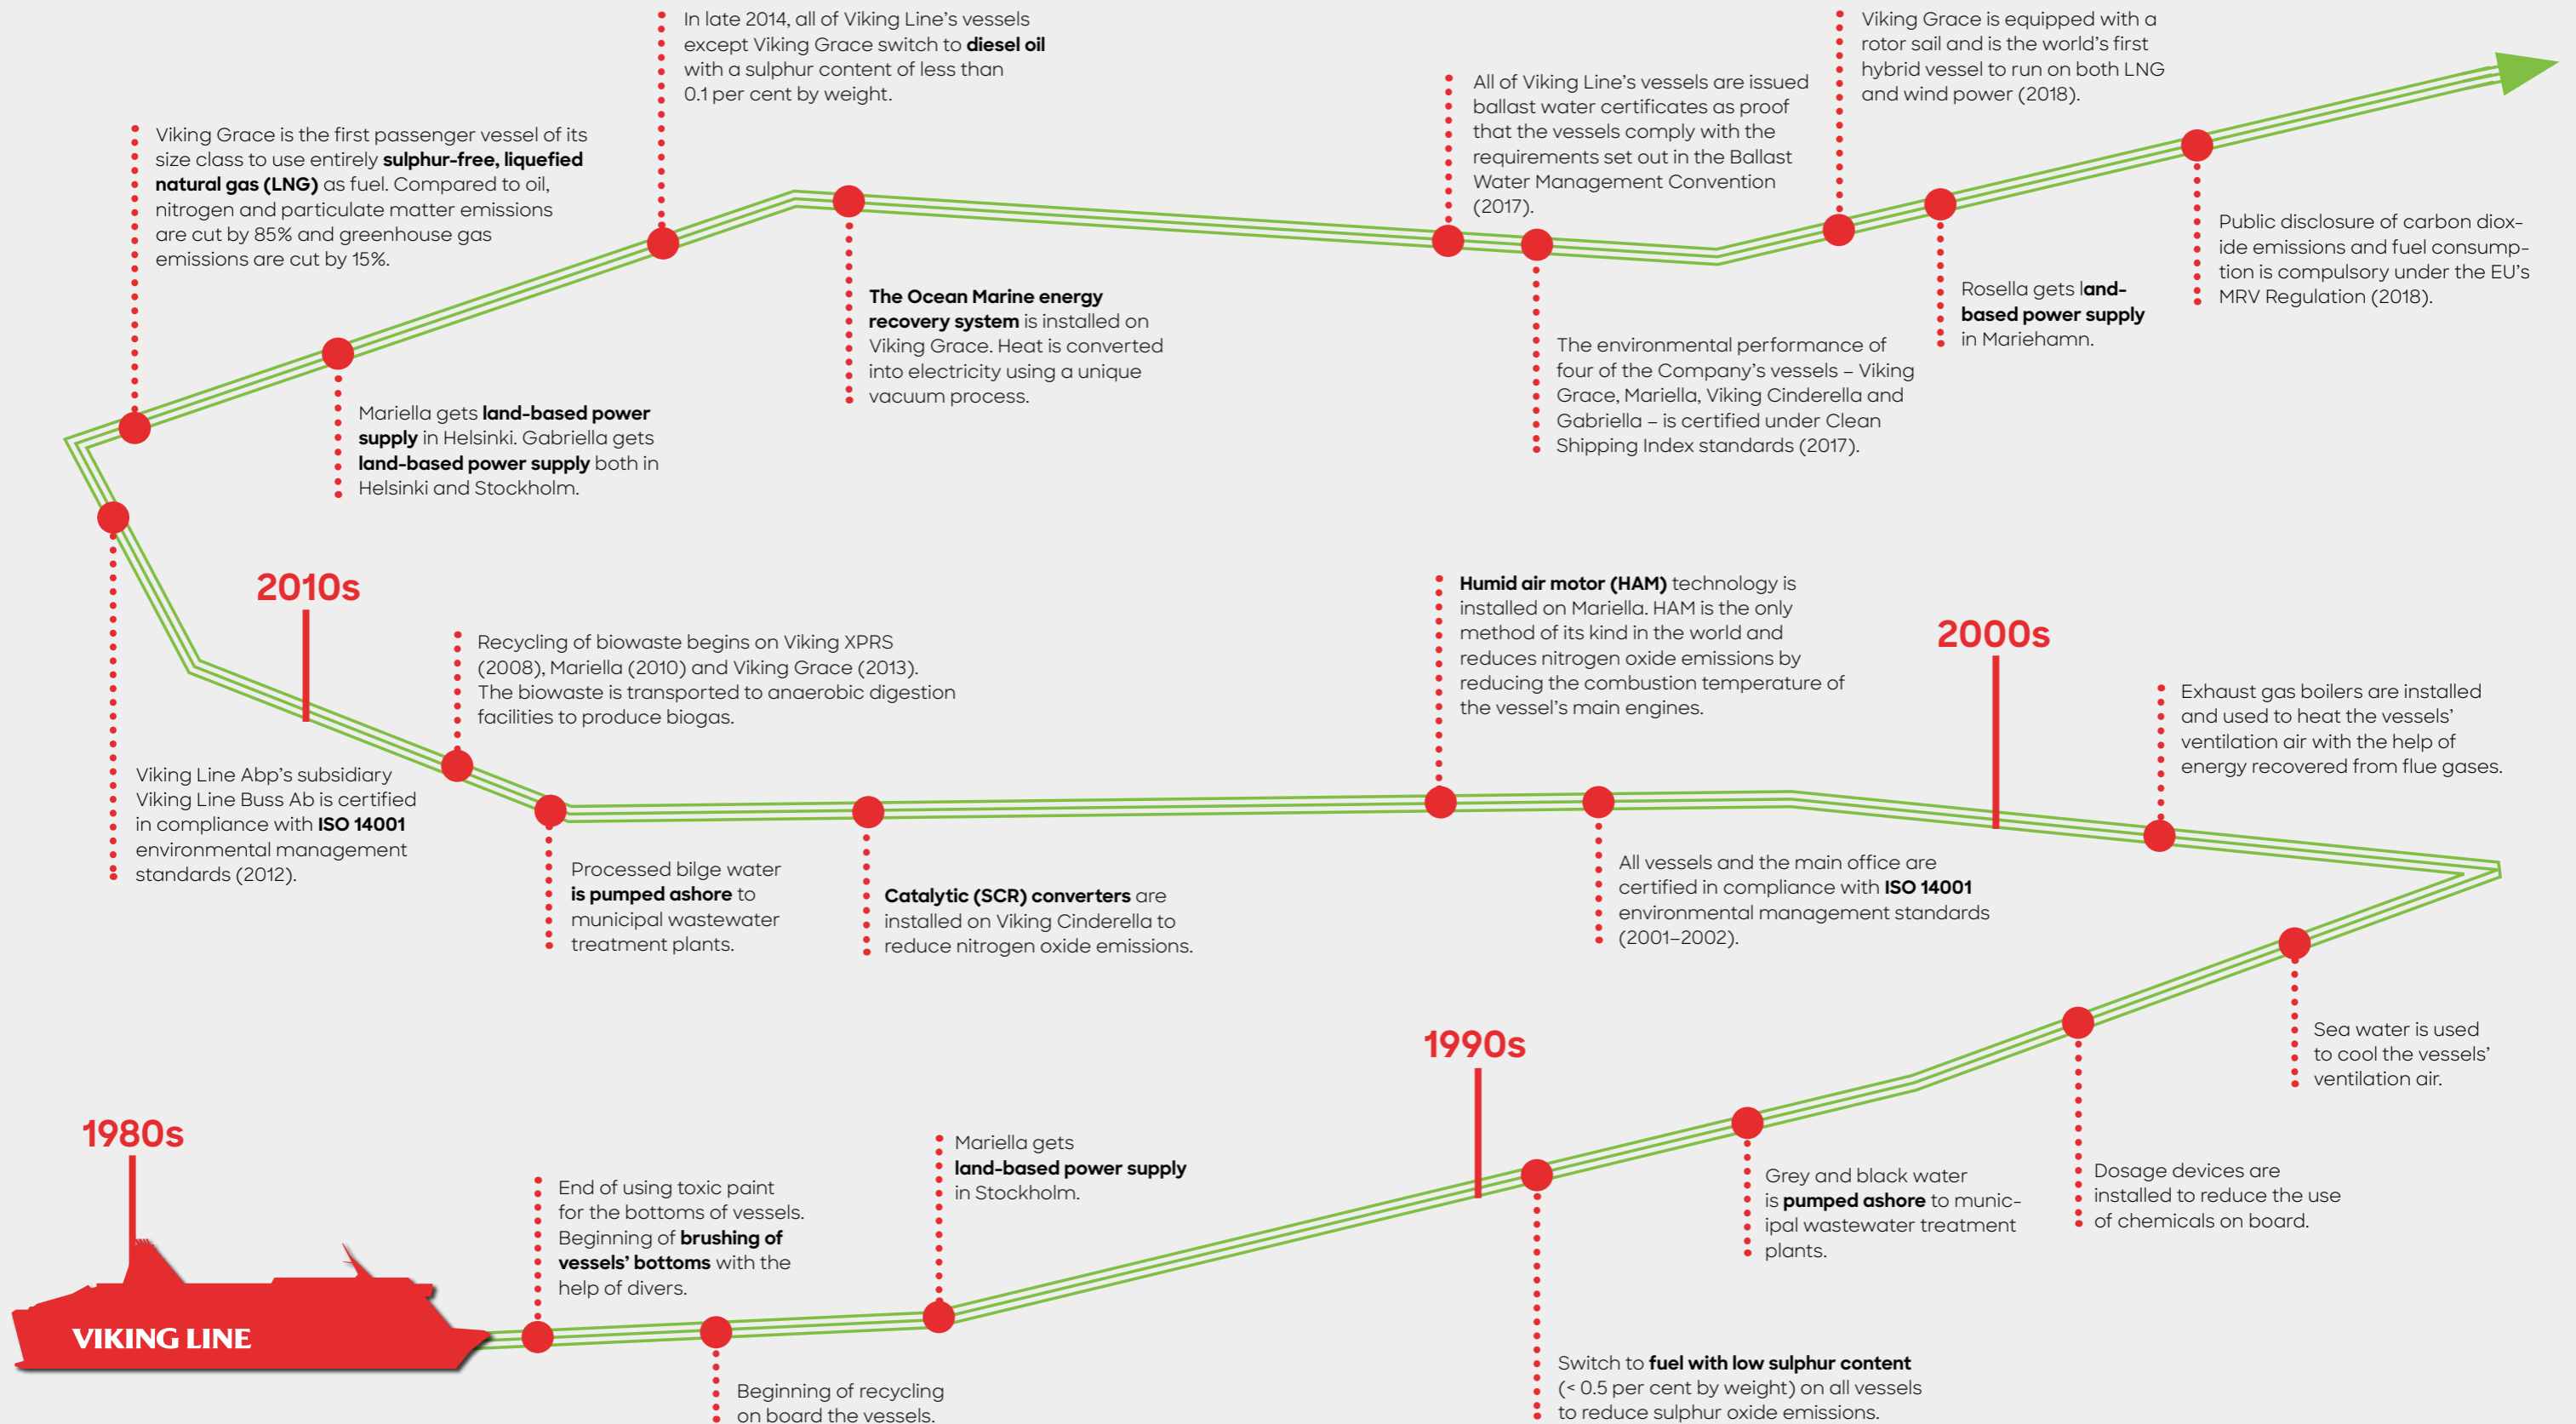 In late 2014, all of Viking Line's vessels
except Viking Grace switch to diesel oil
with a sulphur content of less than
0.1 per cent by weight.
Viking Grace is equipped with a
rotor sail and is the world's first
hybrid vessel to run on both LNG
and wind power (2018).
All of Viking Line's vessels are issued
ballast water certificates as proof
that the vessels comply with the
requirements set out in the Ballast
Water Management Convention
(2017).
Viking Grace is the first passenger vessel of its
size class to use entirely sulphur-free, liquefied
natural gas (LNG) as fuel. Compared to oil,
nitrogen and particulate matter emissions
are cut by 85% and greenhouse gas
emissions are cut by 15%.
Public disclosure of carbon diox-
ide emissions and fuel consump-
tion is compulsory under the EU's
MRV Regulation (2018).
The Ocean Marine energy
recovery system is installed on
Viking Grace. Heat is converted
into electricity using a unique
vacuum process.
Rosella gets land-
based power supply
in Mariehamn.
The environmental performance of
four of the Company's vessels – Viking
Grace, Mariella, Viking Cinderella and
Gabriella – is certified under Clean
Shipping Index standards (2017).
Mariella gets land-based power
supply in Helsinki. Gabriella gets
land-based power supply both in
Helsinki and Stockholm.
2010s
Humid air motor (HAM) technology is
installed on Mariella. HAM is the only
method of its kind in the world and
reduces nitrogen oxide emissions by
reducing the combustion temperature of
the vessel's main engines.
2000s
Recycling of biowaste begins on Viking XPRS
(2008), Mariella (2010) and Viking Grace (2013).
The biowaste is transported to anaerobic digestion
facilities to produce biogas.
Exhaust gas boilers are installed
and used to heat the vessels'
ventilation air with the help of
energy recovered from flue gases.
Viking Line Abp's subsidiary
Viking Line Buss Ab is certified
in compliance with ISO 14001
environmental management
standards (2012).
Processed bilge water
is pumped ashore to
municipal wastewater
treatment plants.
Catalytic (SCR) converters are
installed on Viking Cinderella to
reduce nitrogen oxide emissions.
All vessels and the main office are
certified in compliance with ISO 14001
environmental management standards
(2001–2002).
Sea water is used
to cool the vessels'
ventilation air.
1990s
1980s
Mariella gets
land-based power supply
in Stockholm.
End of using toxic paint
for the bottoms of vessels.
Beginning of brushing of
vessels' bottoms with the
help of divers.
Grey and black water
is pumped ashore to munic-
ipal wastewater treatment
plants.
Dosage devices are
installed to reduce the use
of chemicals on board.
VIKING LINE
Switch to fuel with low sulphur content
(< 0.5 per cent by weight) on all vessels
to reduce sulphur oxide emissions.
Beginning of recycling
on board the vessels.